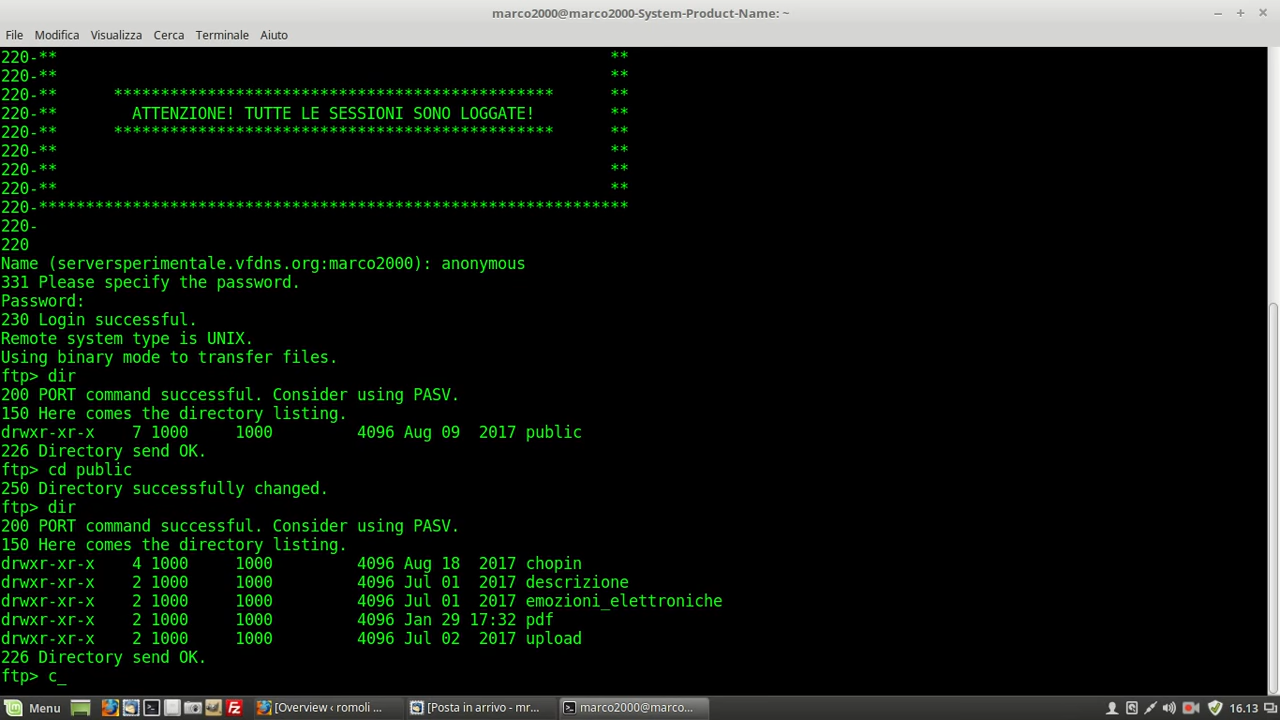 marco2000@marco2000-System-Product-Name: ~
File Modifica Visualizza Cerca Terminale Aiuto
220-** **
220-** **
220-** *********************************************** **
220-** ATTENZIONE! TUTTE LE SESSIONI SONO LOGGATE! **
220-** *********************************************** **
220-** **
220-** **
220-** **
220-***************************************************************
220-
220
Name (serversperimentale.vfdns.org:marco2000): anonymous
331 Please specify the password.
Password:
230 Login successful.
Remote system type is UNIX.
Using binary mode to transfer files.
ftp> dir
200 PORT command successful. Consider using PASV.
150 Here comes the directory listing.
drwxr-xr-x 7 1000 1000 4096 Aug 09 2017 public
226 Directory send OK.
ftp> cd public
250 Directory successfully changed.
ftp> dir
200 PORT command successful. Consider using PASV.
150 Here comes the directory listing.
drwxr-xr-x 4 1000 1000 4096 Aug 18 2017 chopin
drwxr-xr-x 2 1000 1000 4096 Jul 01 2017 descrizione
drwxr-xr-x 2 1000 1000 4096 Jul 01 2017 emozioni_elettroniche
drwxr-xr-x 2 1000 1000 4096 Jan 29 17:32 pdf
drwxr-xr-x 2 1000 1000 4096 Jul 02 2017 upload
226 Directory send OK.
ftp> c_
Menu [Overview ‹ romoli ... [Posta in arrivo - mr... marco2000@marco... 16.13